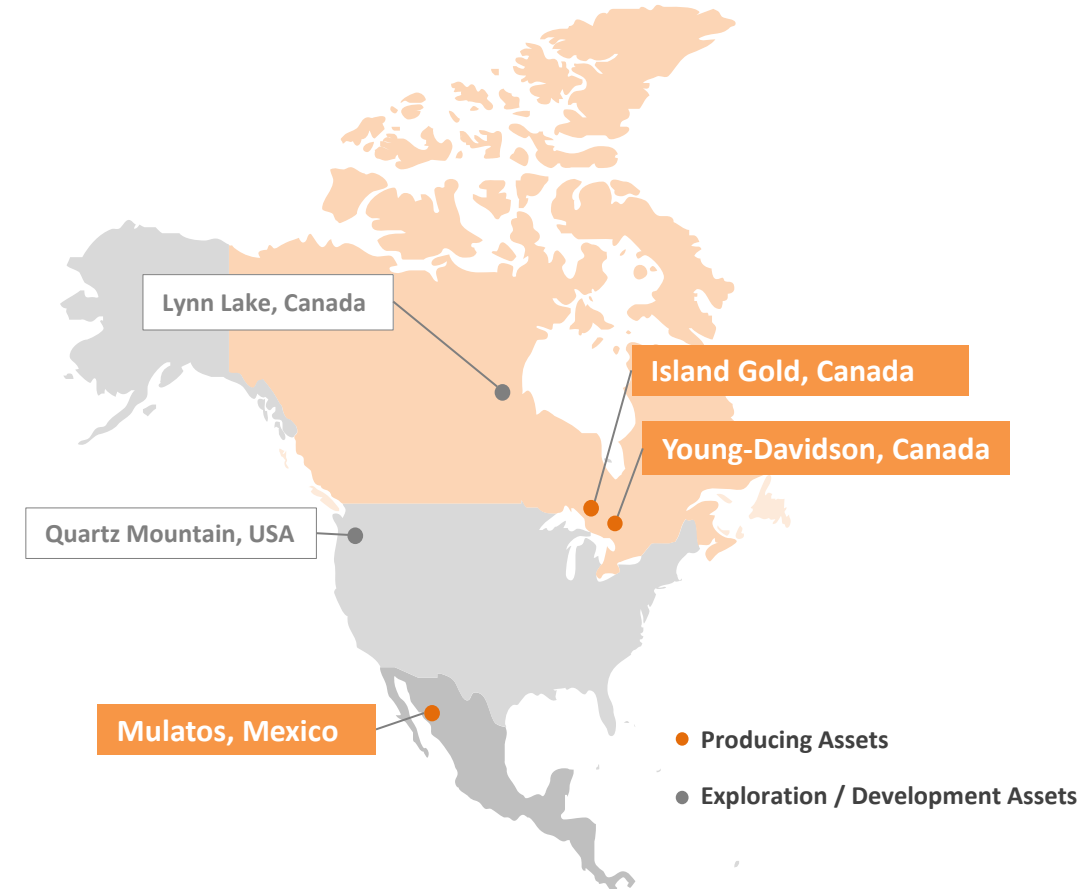 Lynn Lake, Canada
Island Gold, Canada
Young-Davidson, Canada
Quartz Mountain, USA
Mulatos, Mexico
Producing Assets
Exploration / Development Assets